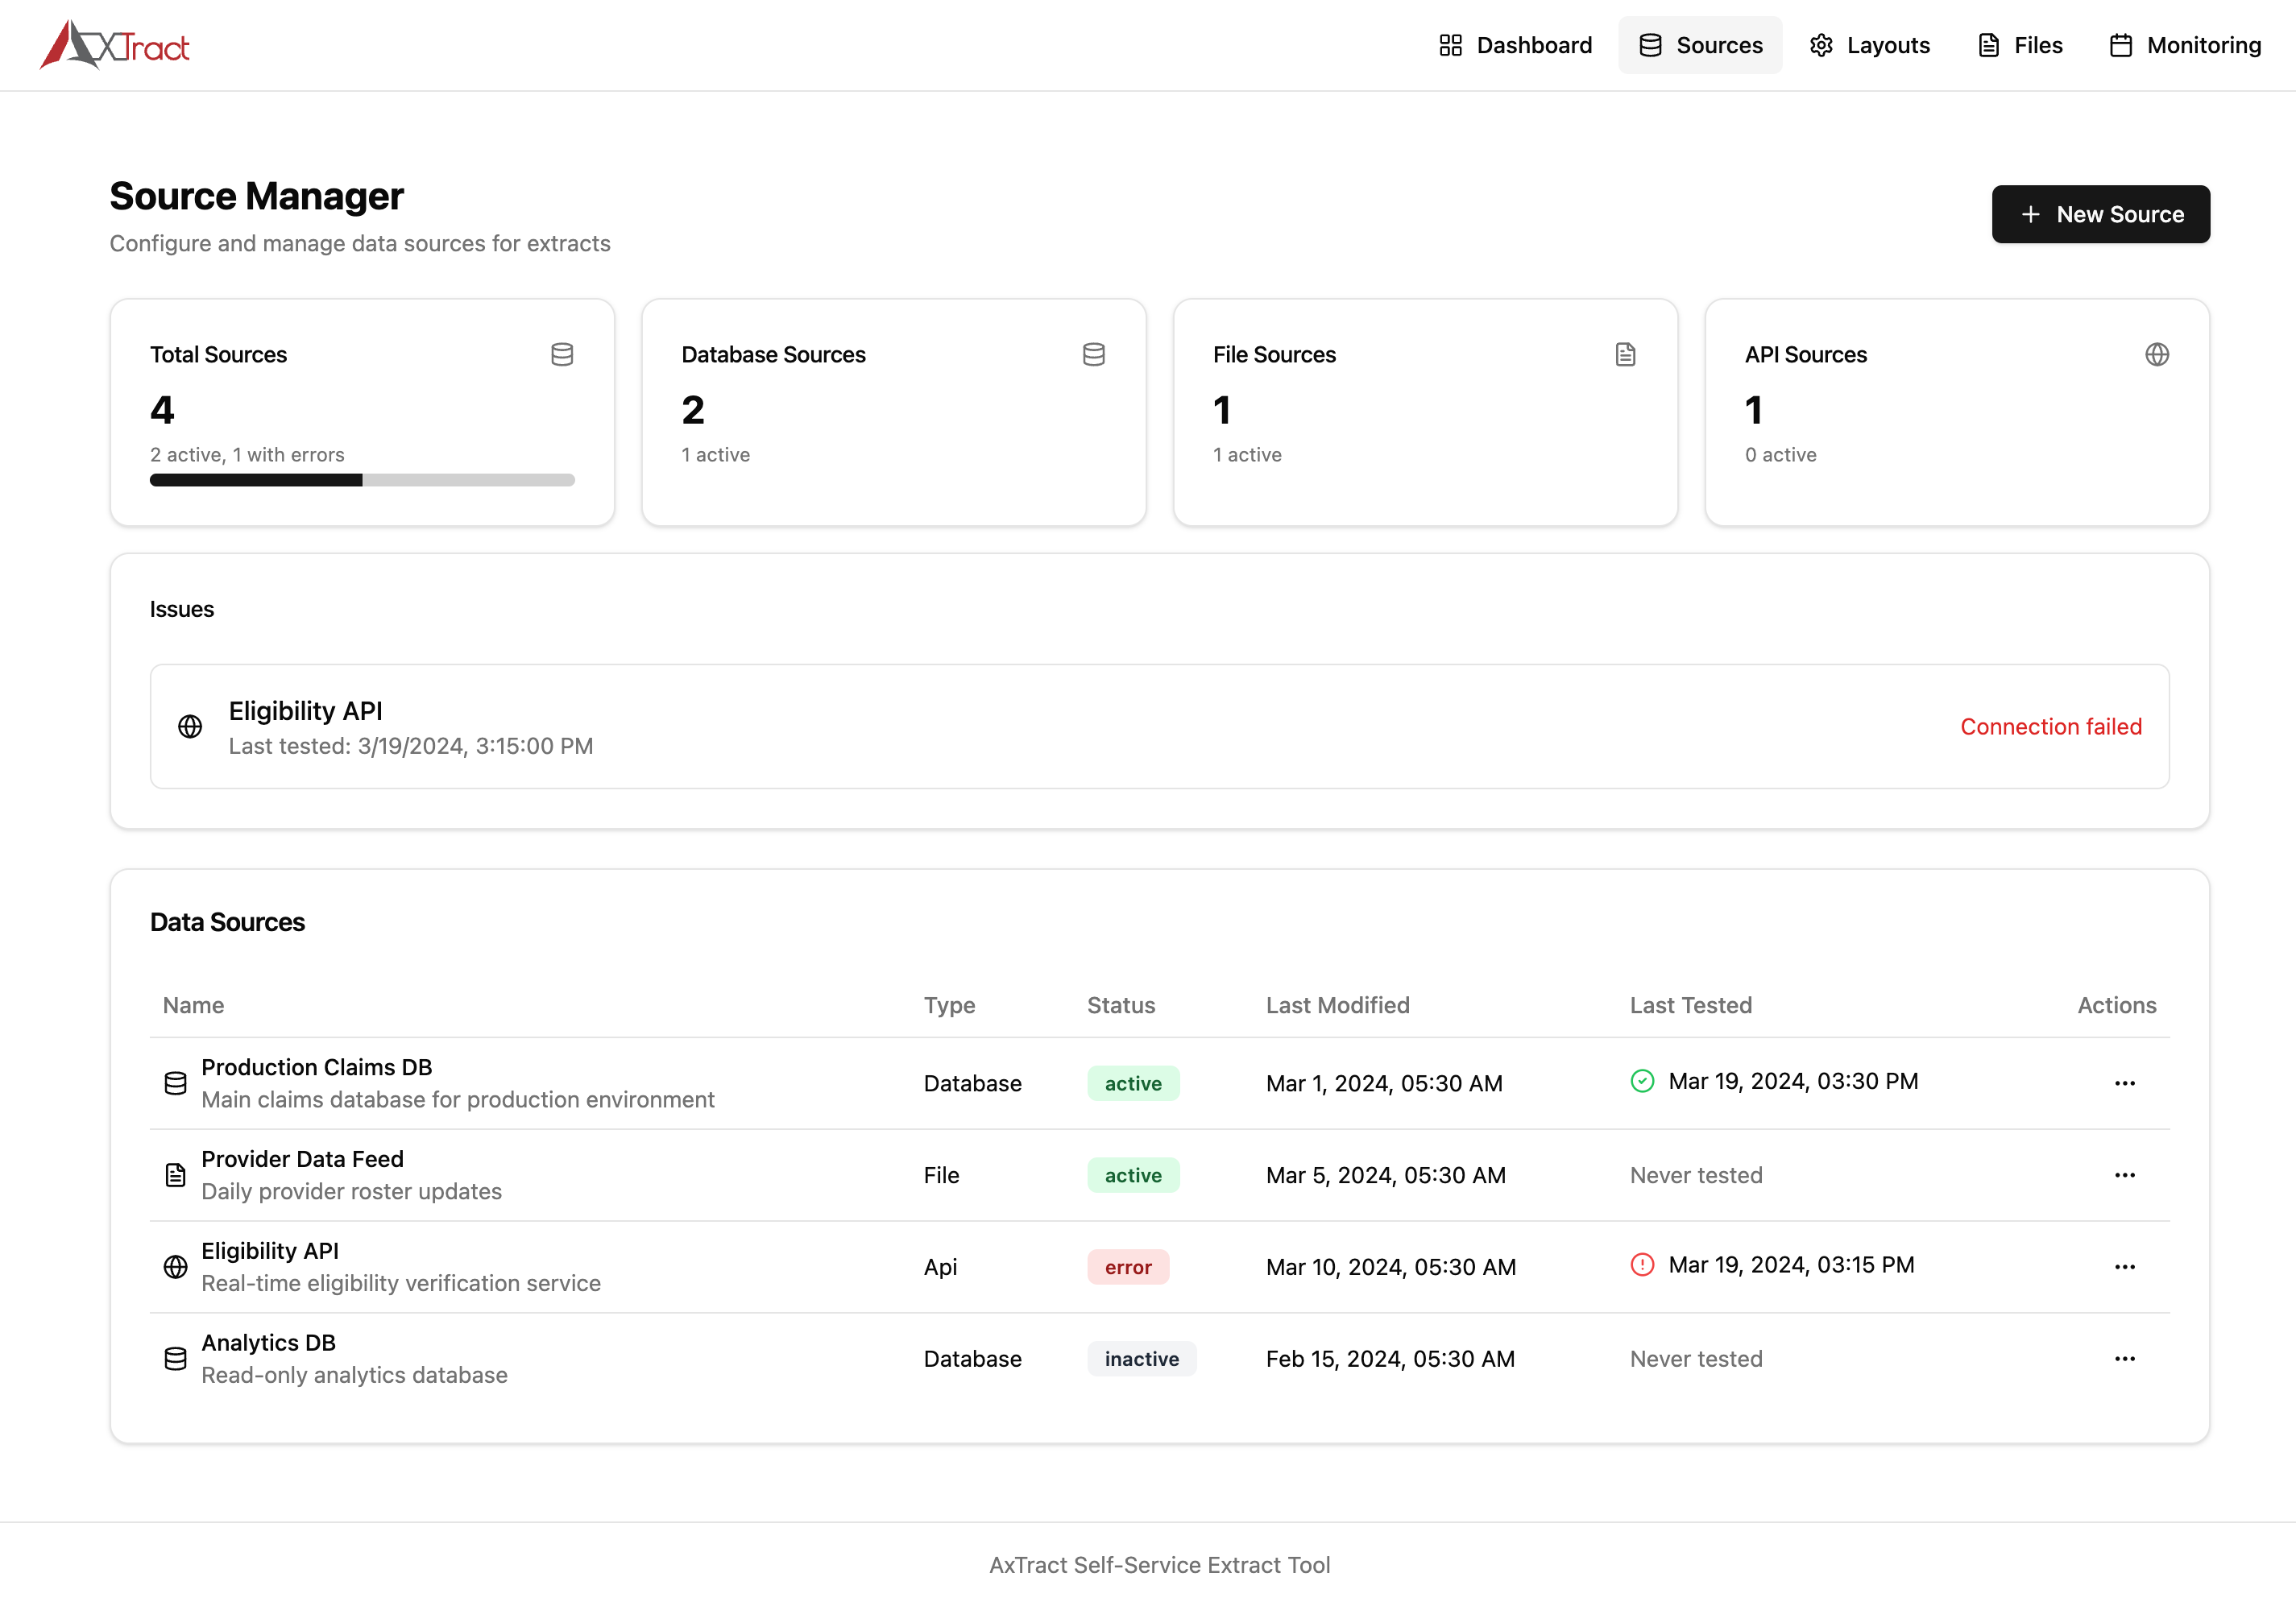 AxTract
Dashboard
Sources
Layouts
Files
Monitoring
Source Manager
Configure and manage data sources for extracts
New Source
Total Sources
4
2 active, 1 with errors
Database Sources
2
1 active
File Sources
1
1 active
API Sources
1
0 active
Issues
Eligibility API
Last tested: 3/19/2024, 3:15:00 PM
Connection failed
Data Sources
Name Type Status Last Modified Last Tested Actions
Production Claims DB
Main claims database for production environment
Database active Mar 1, 2024, 05:30 AM Mar 19, 2024, 03:30 PM
Provider Data Feed
Daily provider roster updates
File active Mar 5, 2024, 05:30 AM Never tested
Eligibility API
Real-time eligibility verification service
Api error Mar 10, 2024, 05:30 AM Mar 19, 2024, 03:15 PM
Analytics DB
Read-only analytics database
Database inactive Feb 15, 2024, 05:30 AM Never tested
AxTract Self-Service Extract Tool